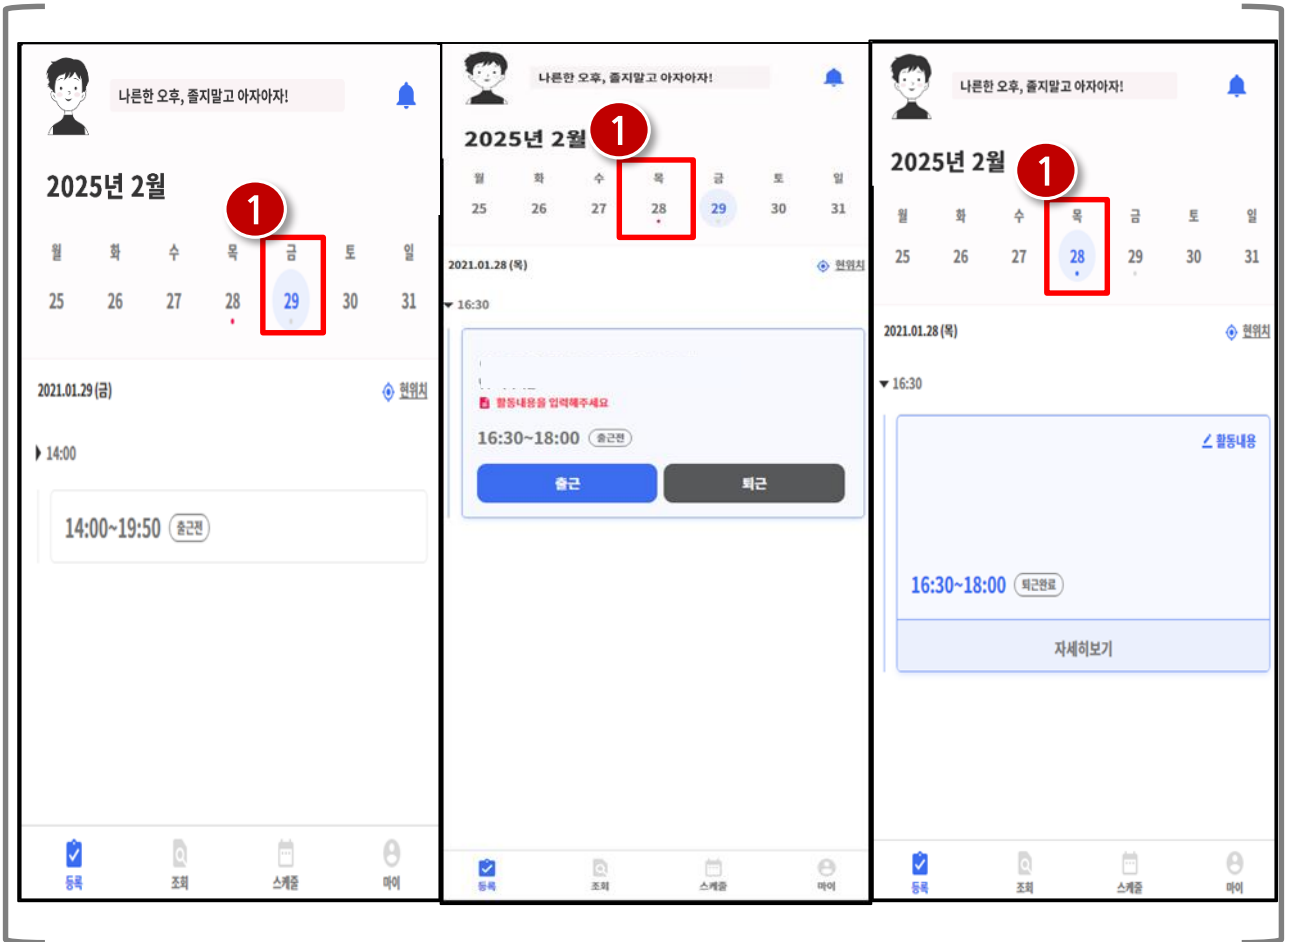 나른한 오후, 졸지말고 아자아자!
2025년 2월
1
월 화 수 목 금 토 일
25 26 27 28 29 30 31
2021.01.29 (금)
현위치
14:00
14:00~19:50 출근전
등록 조회 스케줄 마이
나른한 오후, 졸지말고 아자아자!
2025년 2월
1
월 화 수 목 금 토 일
25 26 27 28 29 30 31
2021.01.28 (목)
현위치
16:30
활동내용을 입력해주세요
16:30~18:00 출근전
출근 퇴근
등록 조회 스케줄 마이
나른한 오후, 졸지말고 아자아자!
2025년 2월
1
월 화 수 목 금 토 일
25 26 27 28 29 30 31
2021.01.28 (목)
현위치
16:30
활동내용
16:30~18:00 퇴근완료
자세히보기
등록 조회 스케줄 마이